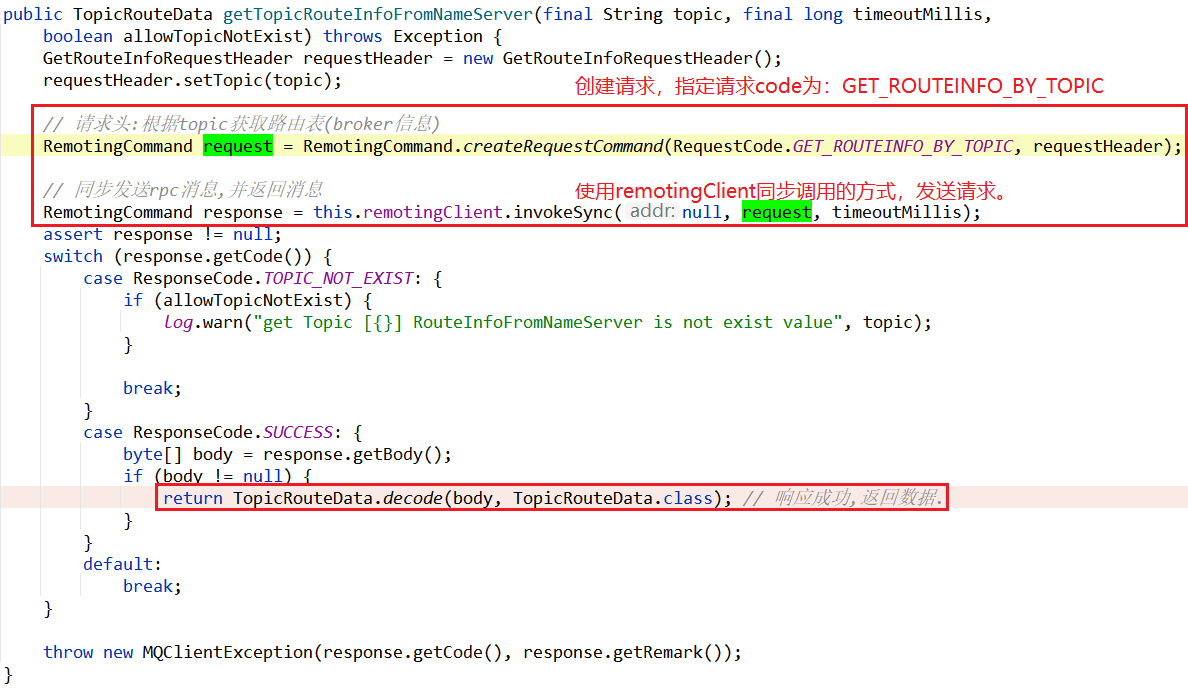 public TopicRouteData getTopicRouteInfoFromNameServer(final String topic, final long timeoutMillis,
boolean allowTopicNotExist) throws Exception {
GetRouteInfoRequestHeader requestHeader = new GetRouteInfoRequestHeader();
requestHeader.setTopic(topic);
创建请求，指定请求code为：GET_ROUTEINFO_BY_TOPIC
// 请求头:根据topic获取路由表(broker信息)
RemotingCommand request = RemotingCommand.createRequestCommand(RequestCode.GET_ROUTEINFO_BY_TOPIC, requestHeader);
// 同步发送rpc消息,并返回消息
使用remotingClient同步调用的方式，发送请求。
RemotingCommand response = this.remotingClient.invokeSync( addr: null, request, timeoutMillis);
assert response != null;
switch (response.getCode()) {
case ResponseCode.TOPIC_NOT_EXIST: {
if (allowTopicNotExist) {
log.warn("get Topic [{}] RouteInfoFromNameServer is not exist value", topic);
}
break;
}
case ResponseCode.SUCCESS: {
byte[] body = response.getBody();
if (body != null) {
return TopicRouteData.decode(body, TopicRouteData.class); // 响应成功,返回数据.
}
}
default:
break;
}
throw new MQClientException(response.getCode(), response.getRemark());
}